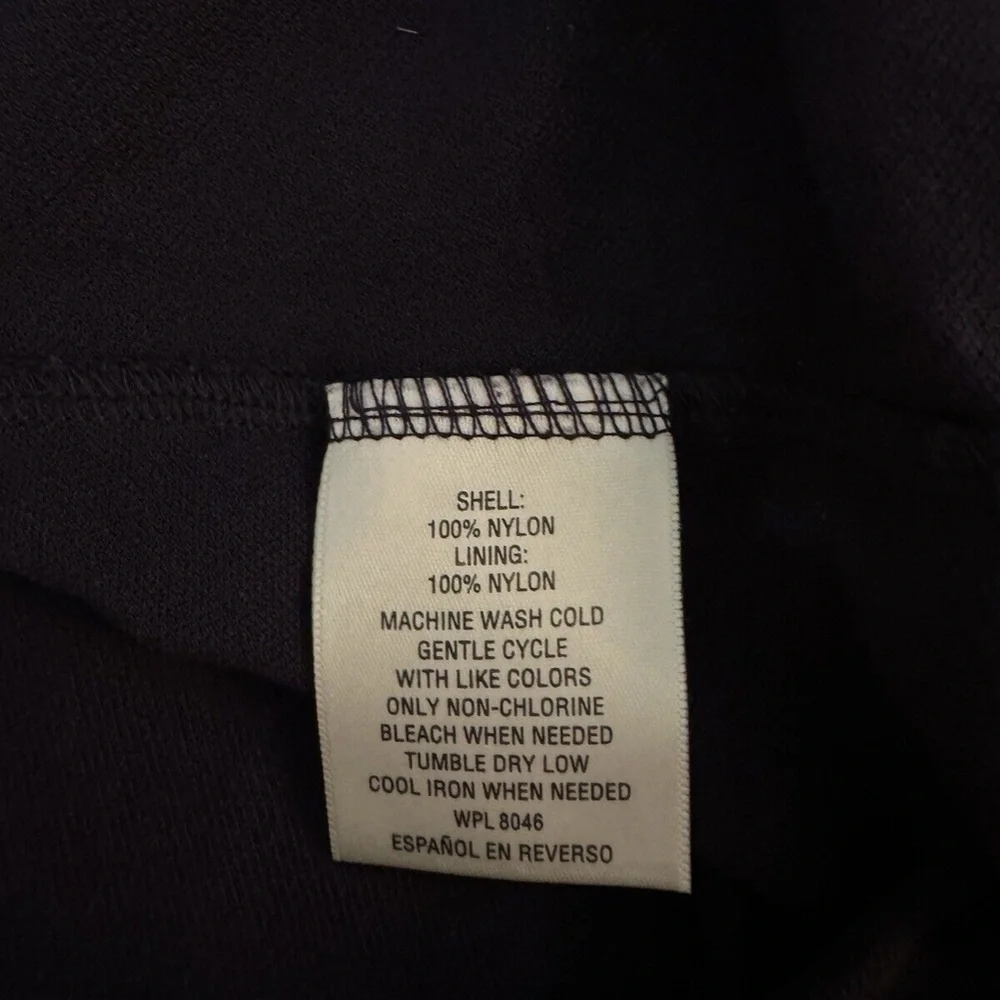 SHELL:
100% NYLON
LINING:
100% NYLON
MACHINE WASH COLD
GENTLE CYCLE
WITH LIKE COLORS
ONLY NON-CHLORINE
BLEACH WHEN NEEDED
TUMBLE DRY LOW
COOL IRON WHEN NEEDED
WPL 8046
ESPAÑOL EN REVERSO